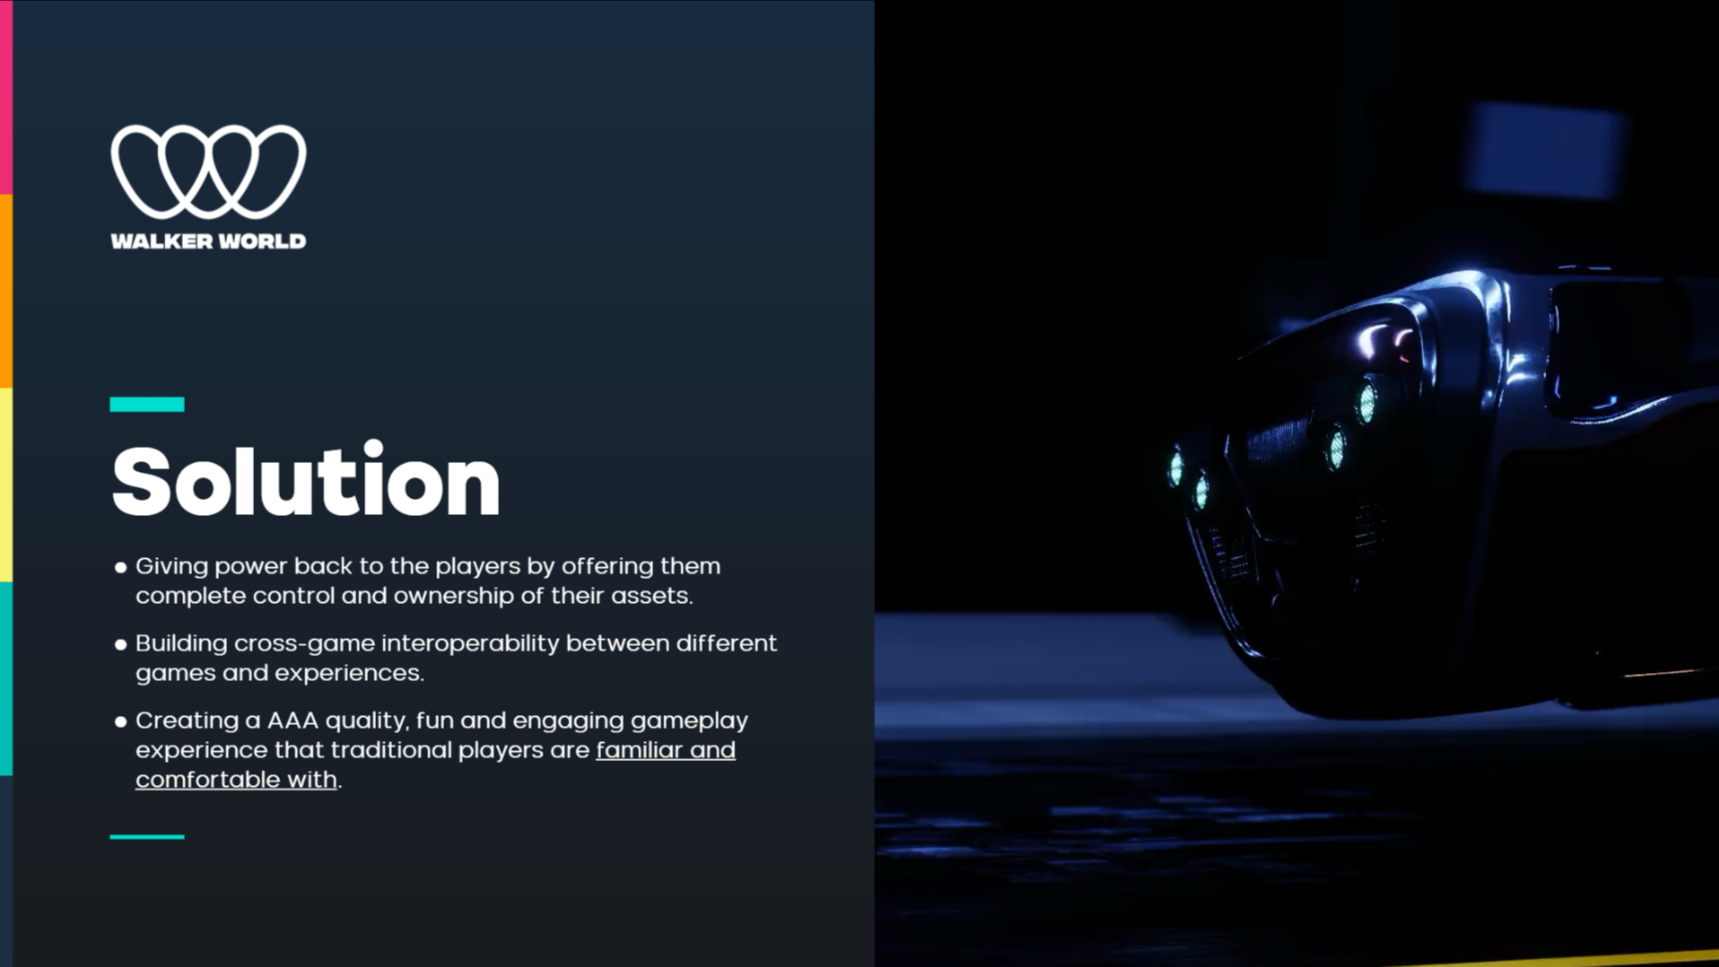 WALKER WORLD
Solution
• Giving power back to the players by offering them
complete control and ownership of their assets.
• Building cross-game interoperability between different
games and experiences.
• Creating a AAA quality, fun and engaging gameplay
experience that traditional players are familiar and
comfortable with.